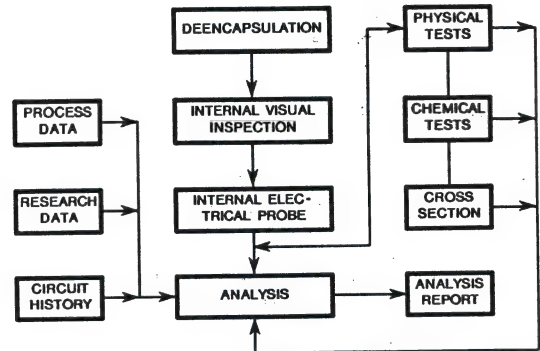 DEENCAPSULATION
PHYSICAL
TESTS
PROCESS
DATA
INTERNAL VISUAL
INSPECTION
CHEMICAL
TESTS
RESEARCH
DATA
INTERNAL ELEC-
TRICAL PROBE
CROSS
SECTION
CIRCUIT
HISTORY
ANALYSIS
ANALYSIS
REPORT